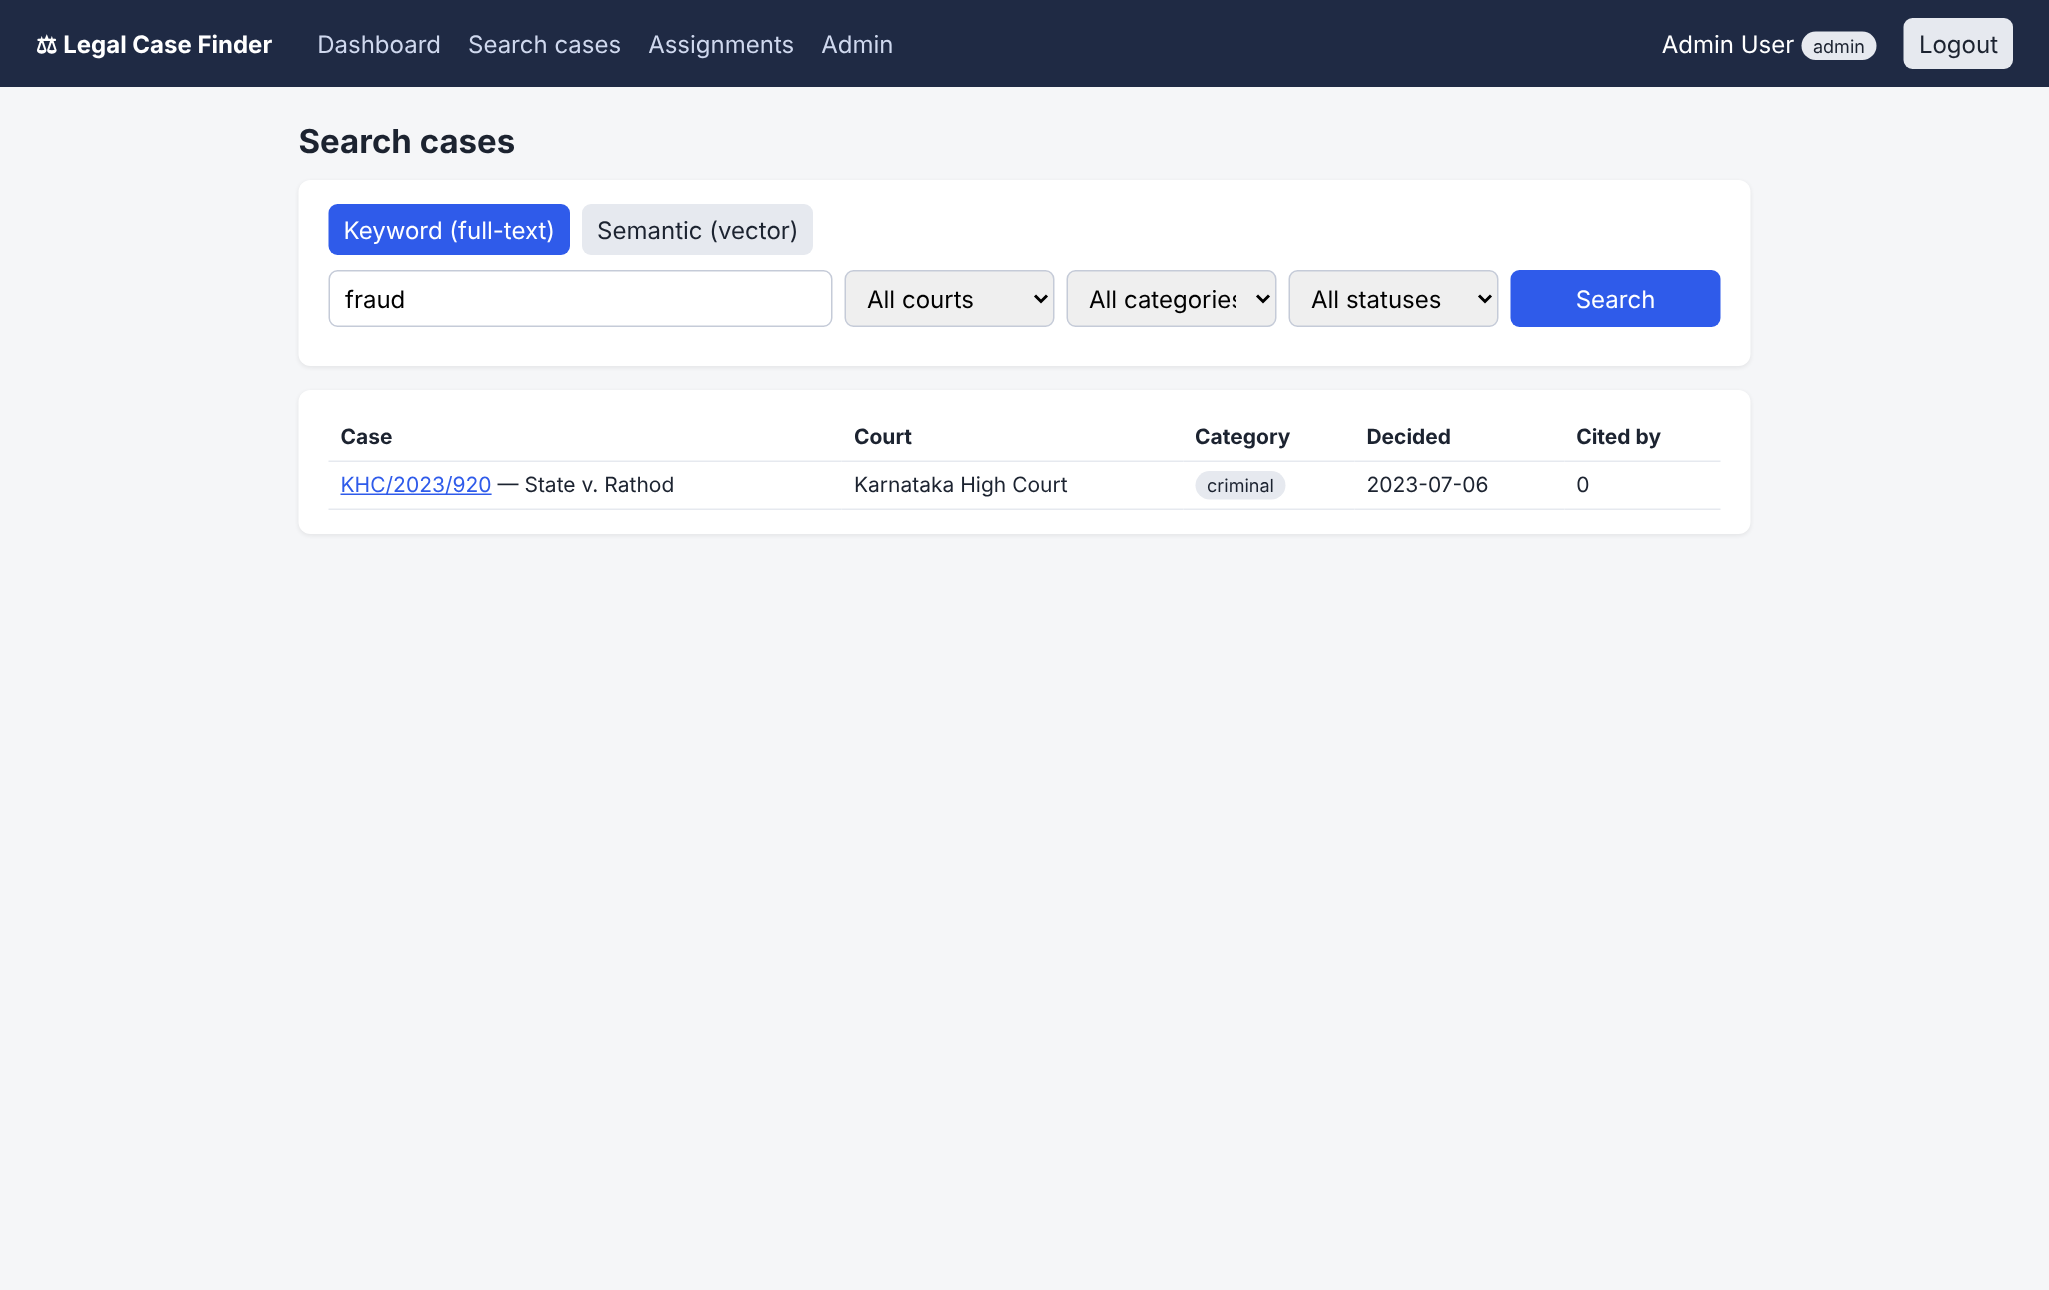 ⚖ Legal Case Finder Dashboard Search cases Assignments Admin Admin User admin Logout
Search cases
Keyword (full-text) Semantic (vector)
fraud All courts All categories All statuses Search
Case Court Category Decided Cited by
KHC/2023/920 — State v. Rathod Karnataka High Court criminal 2023-07-06 0